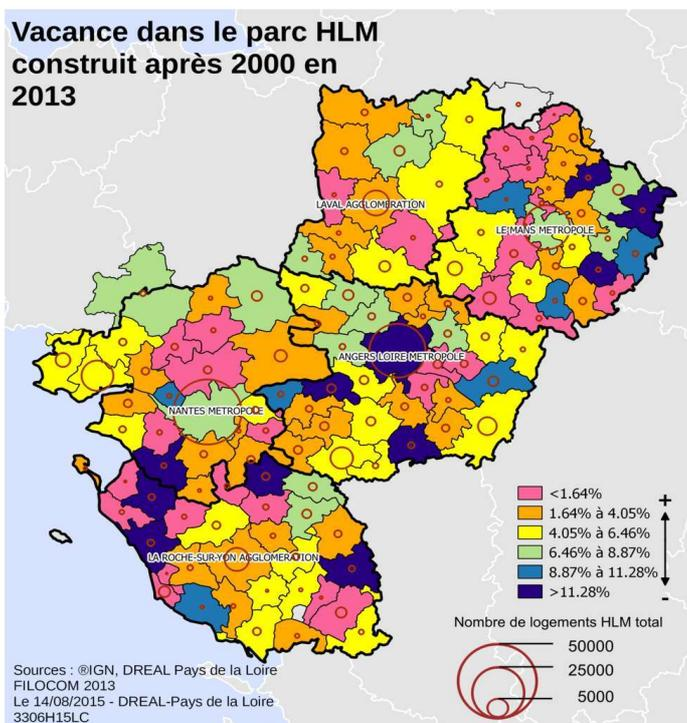 Vacance dans le parc HLM
construit après 2000 en
2013
LAVAL AGGLOMERATION
LE MANS METROPOLE
ANGERS LOIRE METROPOLE
NANTES METROPOLE
LA ROCHE-SUR-YON AGGLOMERATION
<1.64%
1.64% à 4.05%
4.05% à 6.46%
6.46% à 8.87%
8.87% à 11.28%
>11.28%
+
-
Nombre de logements HLM total
50000
25000
5000
Sources : ®IGN, DREAL Pays de la Loire
FILOCOM 2013
Le 14/08/2015 - DREAL-Pays de la Loire
3306H15LC